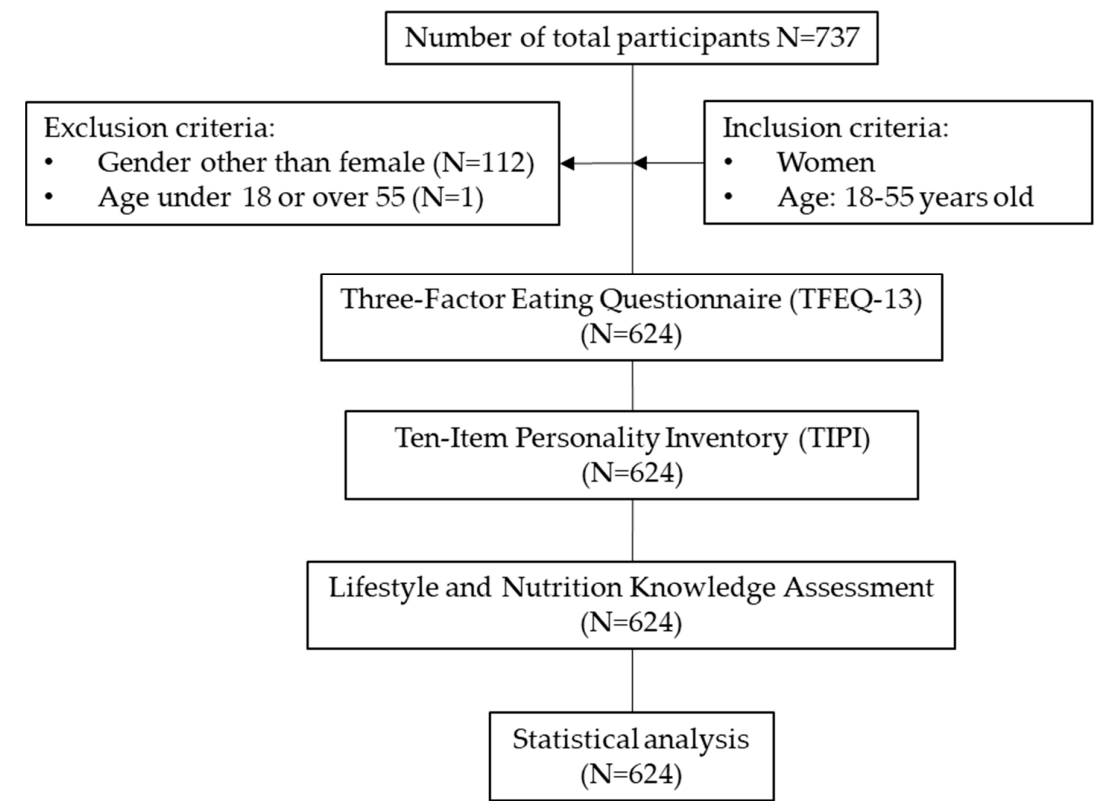 Number of total participants N=737
Exclusion criteria:
• Gender other than female (N=112)
• Age under 18 or over 55 (N=1)
Inclusion criteria:
• Women
• Age: 18-55 years old
Three-Factor Eating Questionnaire (TFEQ-13)
(N=624)
Ten-Item Personality Inventory (TIPI)
(N=624)
Lifestyle and Nutrition Knowledge Assessment
(N=624)
Statistical analysis
(N=624)